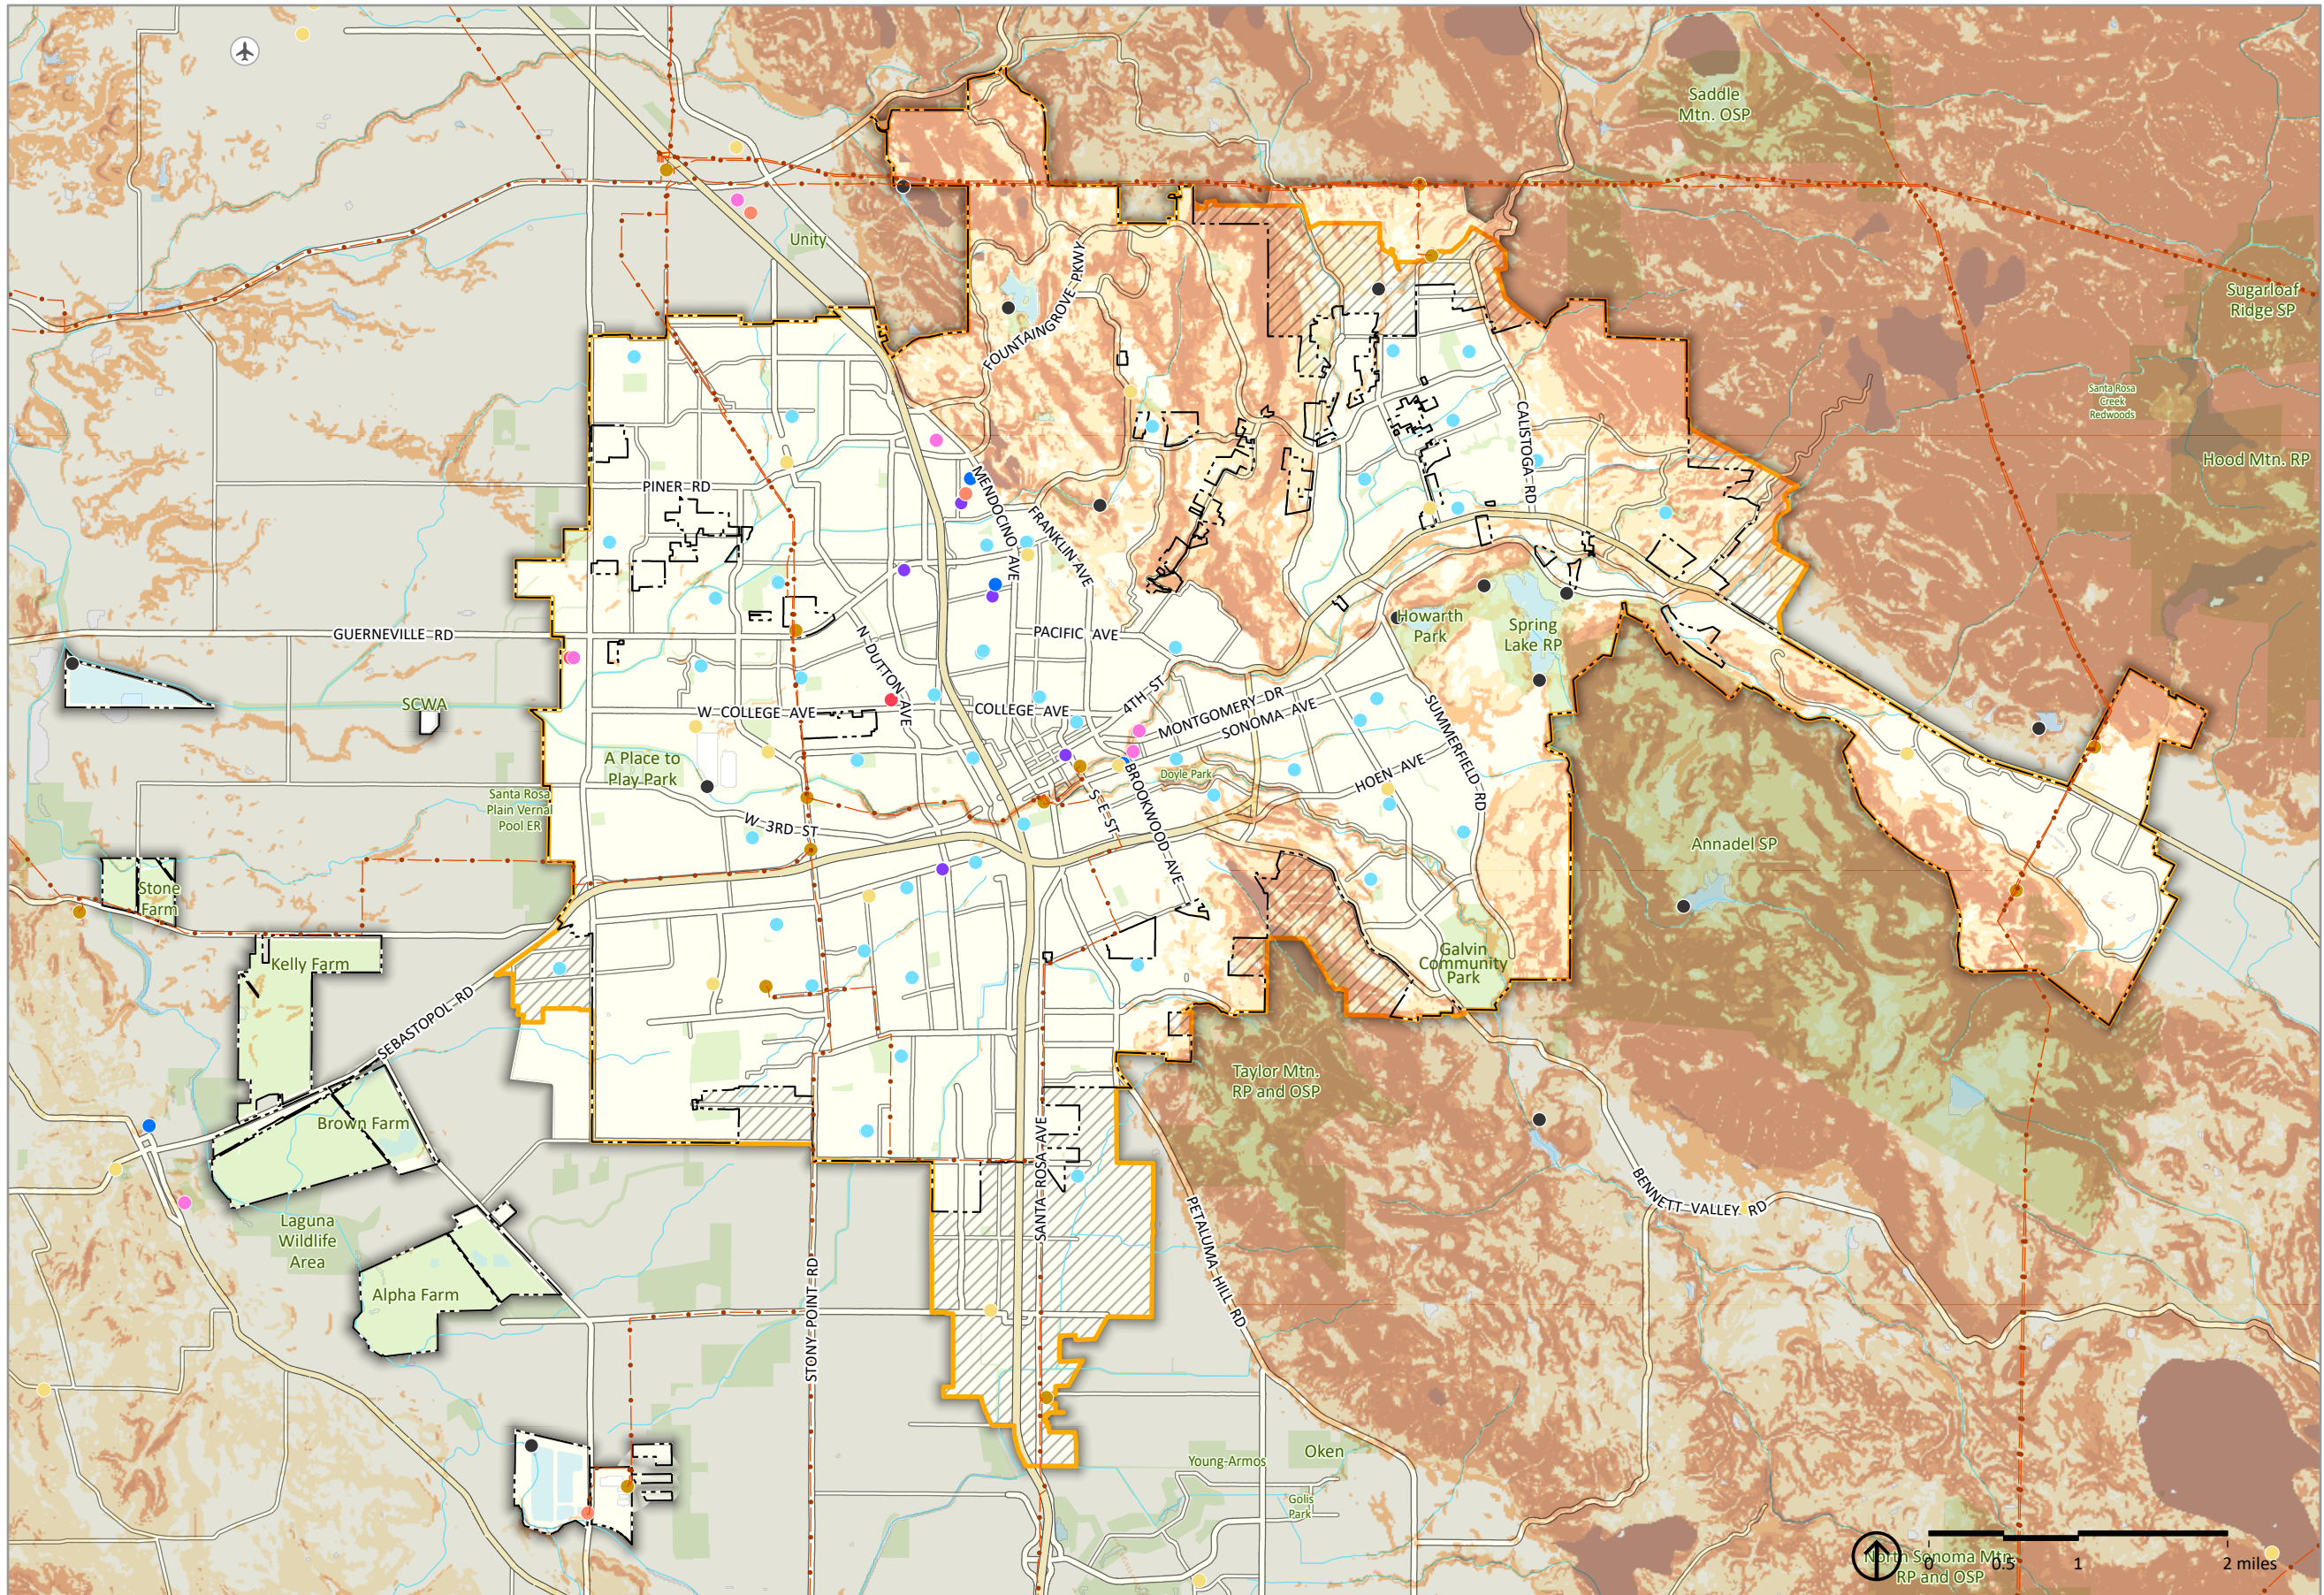 Saddle
Mtn. OSP
Unity
FOUNTAINGROVE PKWY
Sugarloaf
Ridge SP
Santa Rosa
Creek
Redwoods
Hood Mtn. RP
CALISTOGA RD
PINER RD
MENDOCINO AVE
FRANKLIN AVE
GUERNEVILLE RD
N DUTTON AVE
PACIFIC AVE
Howarth
Park
Spring
Lake RP
SCWA
W COLLEGE AVE
COLLEGE AVE
4TH ST
MONTGOMERY DR
SONOMA AVE
SUMMERFIELD RD
A Place to
Play Park
Doyle Park
HOEN AVE
Santa Rosa
Plain Vernal
Pool ER
W 3RD ST
S E ST
BROOKWOOD AVE
Annadel SP
Stone
Farm
Kelly Farm
Galvin
Community
Park
SEBASTOPOL RD
Taylor Mtn.
RP and OSP
Brown Farm
SANTA ROSA AVE
BENNETT VALLEY RD
Laguna
Wildlife
Area
PETALUMA HILL RD
Alpha Farm
STONY POINT RD
Young-Armos
Oken
Golis
Park
North Sonoma Mtn.
RP and OSP
0 0.5 1 2 miles